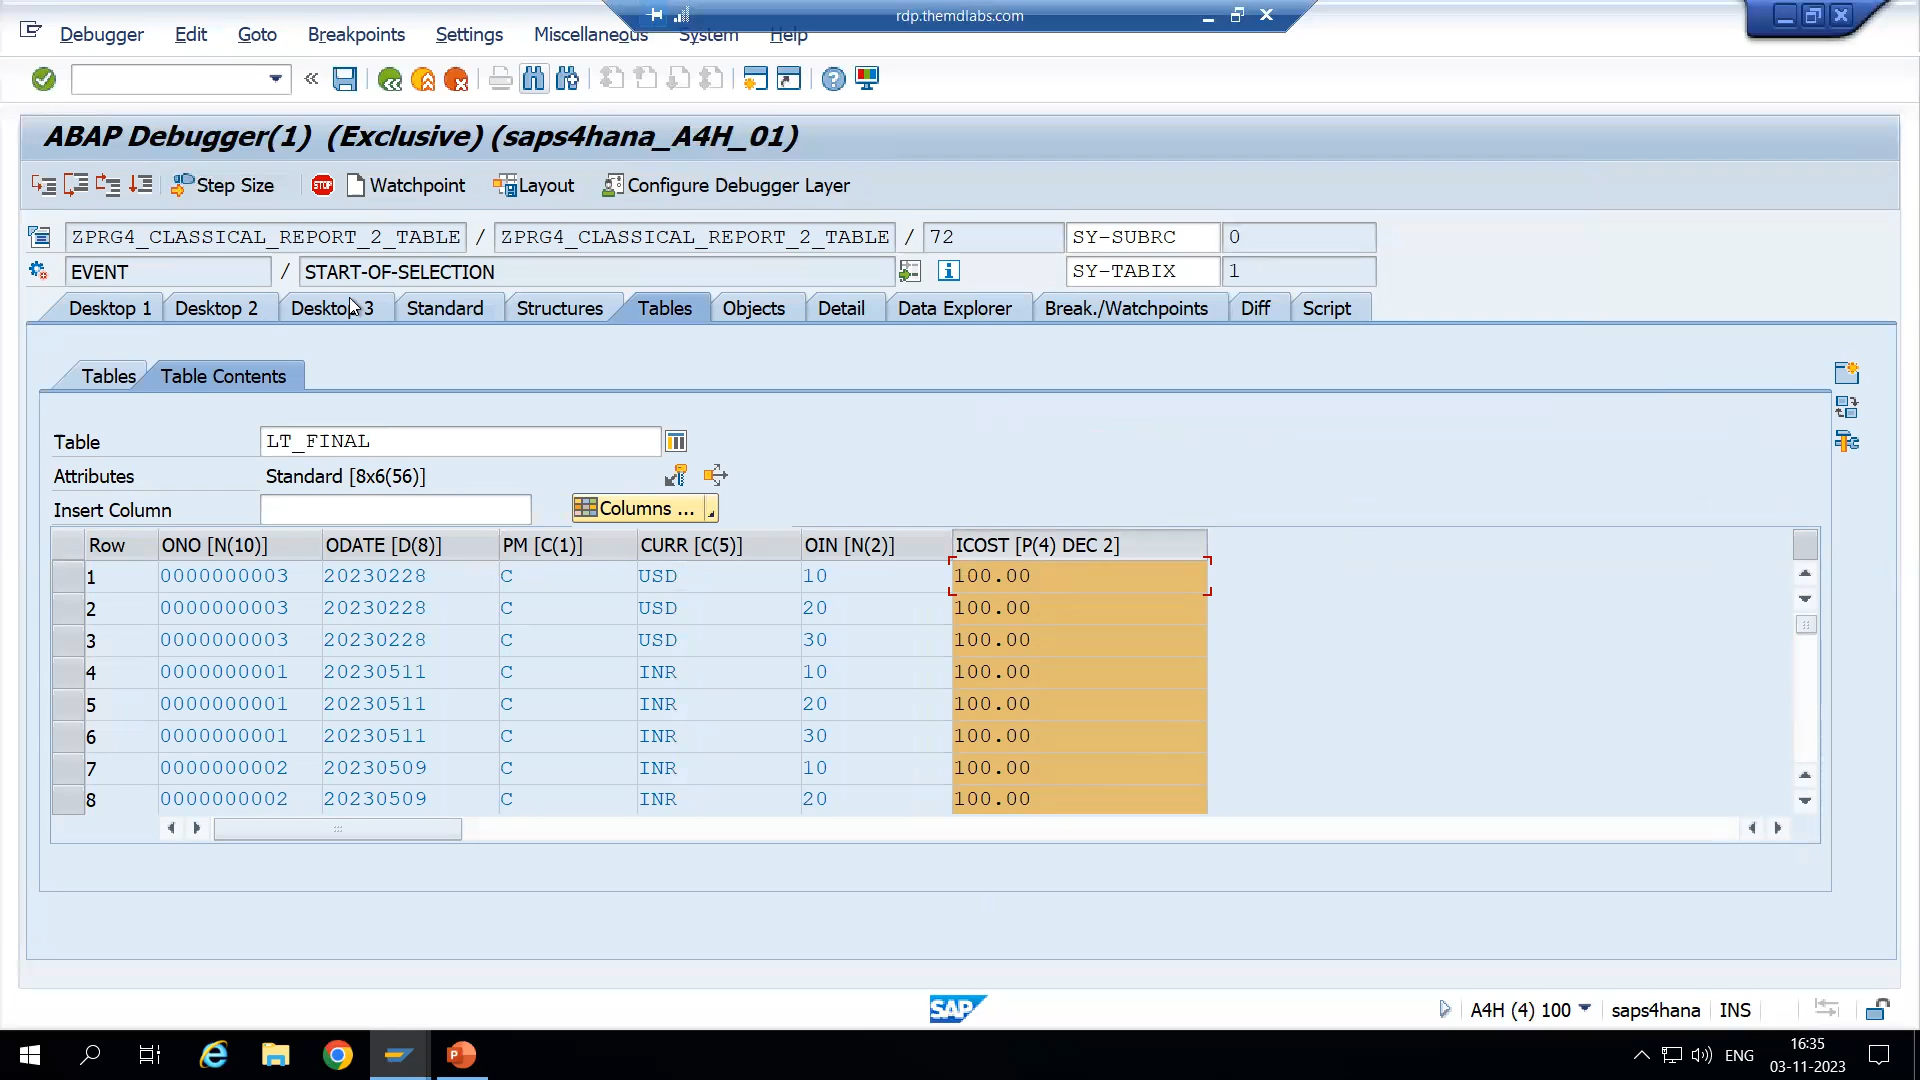 rdp.themdlabs.com
Debugger Edit Goto Breakpoints Settings Miscellaneous System Help
ABAP Debugger(1) (Exclusive) (saps4hana_A4H_01)
Step Size STOP Watchpoint Layout Configure Debugger Layer
ZPRG4_CLASSICAL_REPORT_2_TABLE / ZPRG4_CLASSICAL_REPORT_2_TABLE / 72 SY-SUBRC 0
EVENT / START-OF-SELECTION SY-TABIX 1
Desktop 1 Desktop 2 Desktop 3 Standard Structures Tables Objects Detail Data Explorer Break./Watchpoints Diff Script
Tables Table Contents
Table LT_FINAL
Attributes Standard [8x6(56)]
Insert Column Columns ...
Row ONO [N(10)] ODATE [D(8)] PM [C(1)] CURR [C(5)] OIN [N(2)] ICOST [P(4) DEC 2]
1 0000000003 20230228 C USD 10 100.00
2 0000000003 20230228 C USD 20 100.00
3 0000000003 20230228 C USD 30 100.00
4 0000000001 20230511 C INR 10 100.00
5 0000000001 20230511 C INR 20 100.00
6 0000000001 20230511 C INR 30 100.00
7 0000000002 20230509 C INR 10 100.00
8 0000000002 20230509 C INR 20 100.00
SAP A4H (4) 100 saps4hana INS
ENG 16:35
03-11-2023